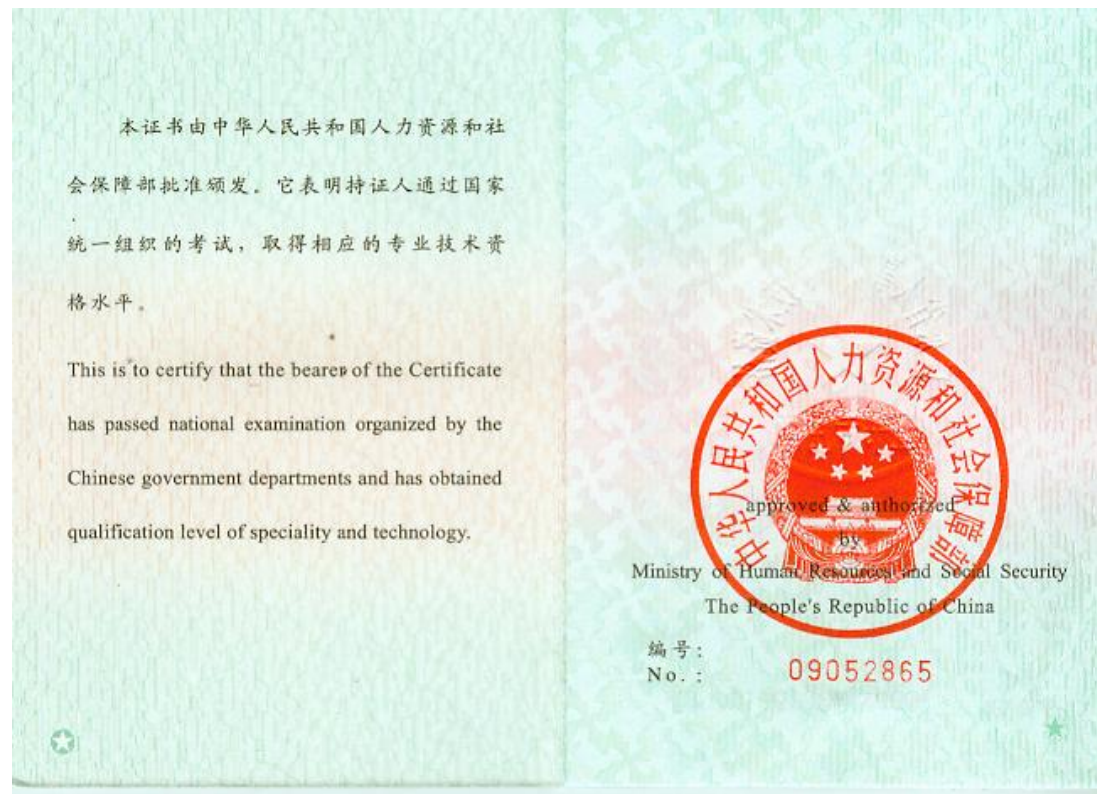 本证书由中华人民共和国人力资源和社
会保障部批准颁发。它表明持证人通过国家
统一组织的考试，取得相应的专业技术资
格水平。
This is to certify that the bearer of the Certificate
has passed national examination organized by the
Chinese government departments and has obtained
qualification level of speciality and technology.
中华人民共和国人力资源和社会保障部
approved & authorized
by
Ministry of Human Resources and Social Security
The People's Republic of China
编号：
No. : 09052865